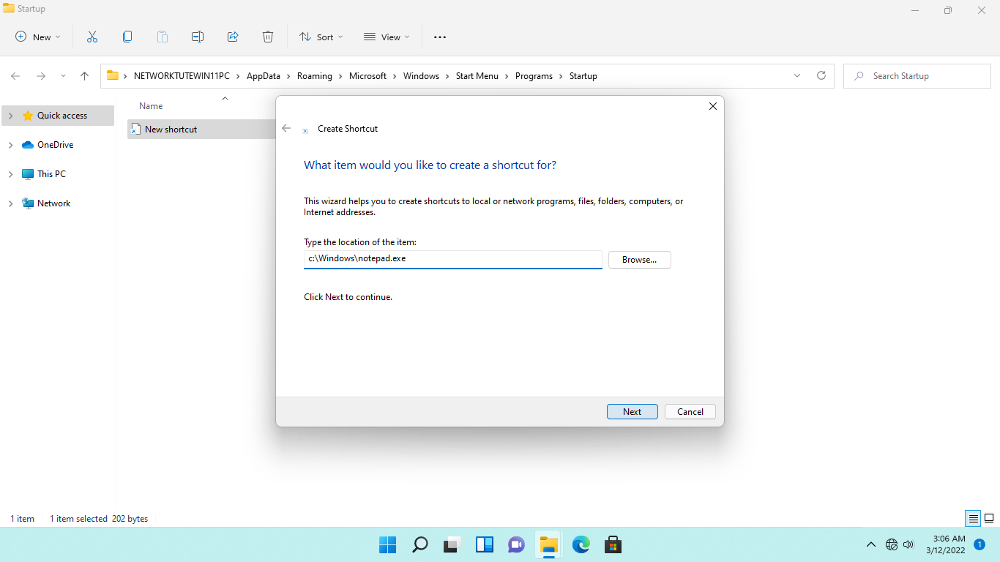 Startup
New
Sort
View
NETWORKTUTEWIN11PC > AppData > Roaming > Microsoft > Windows > Start Menu > Programs > Startup
Search Startup
Quick access
OneDrive
This PC
Network
Name
New shortcut
Create Shortcut
What item would you like to create a shortcut for?
This wizard helps you to create shortcuts to local or network programs, files, folders, computers, or
Internet addresses.
Type the location of the item:
c:\Windows\notepad.exe
Browse...
Click Next to continue.
Next
Cancel
1 item
1 item selected 202 bytes
3:06 AM
3/12/2022
1